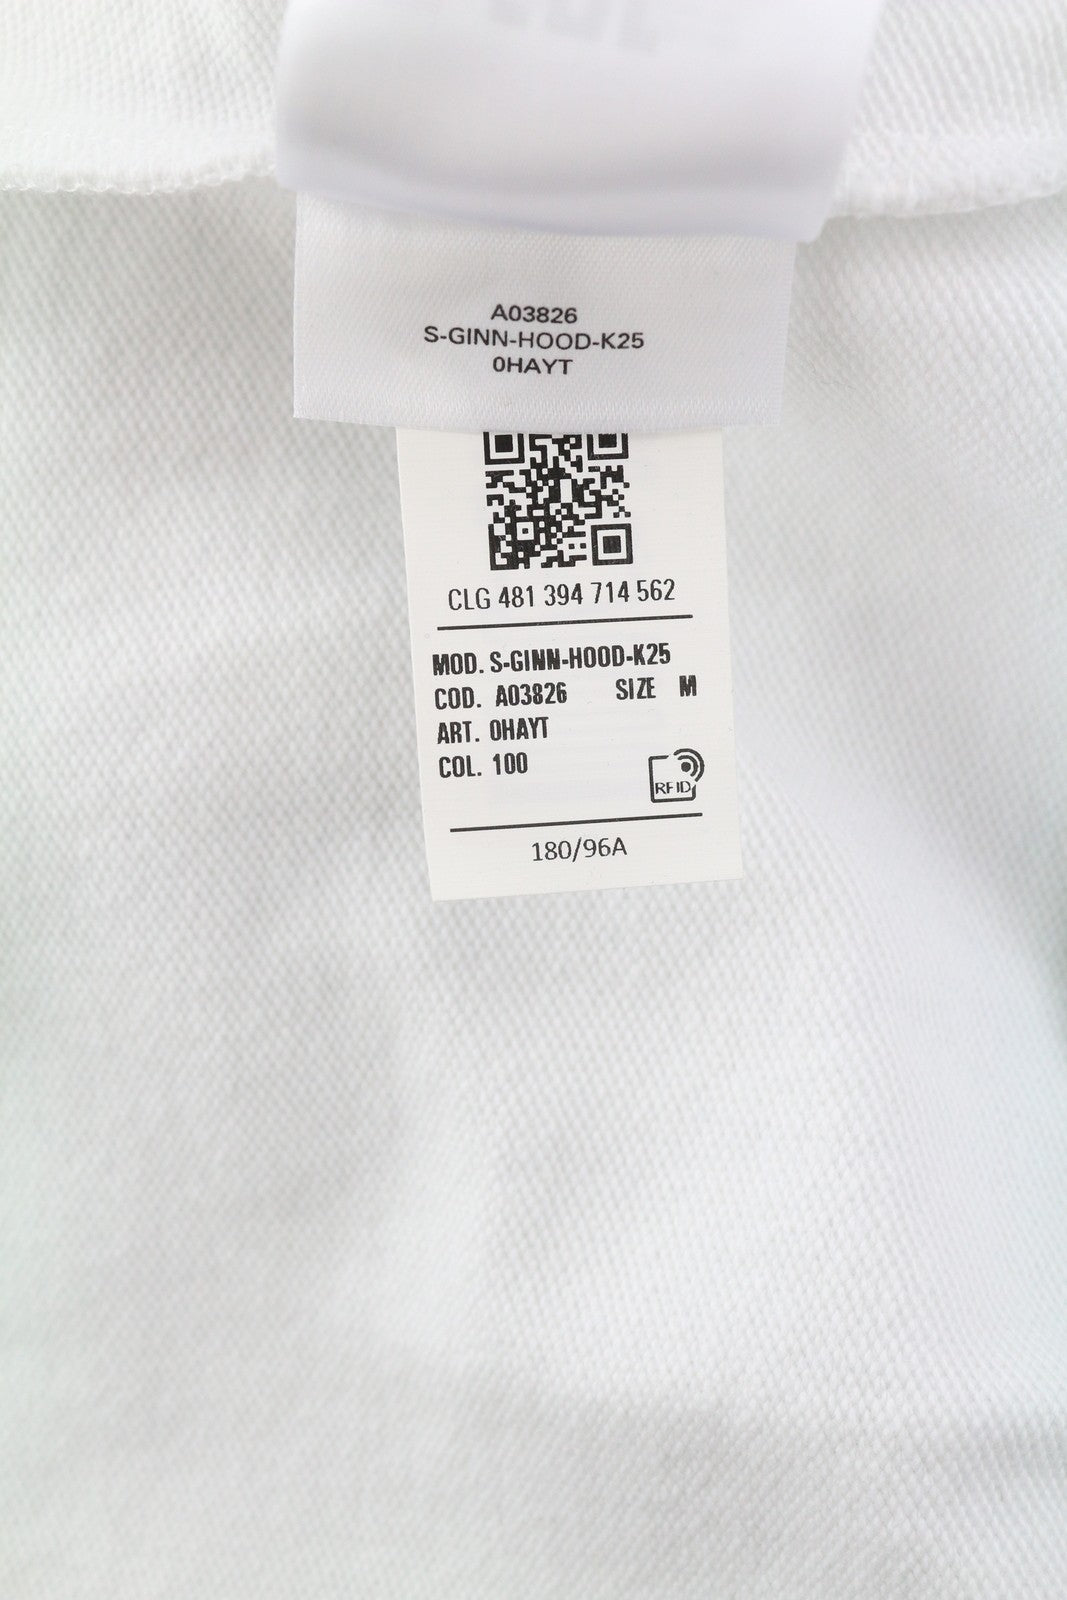 A03826
S-GINN-HOOD-K25
0HAYT
CLG 481 394 714 562
MOD. S-GINN-HOOD-K25
COD. A03826 SIZE M
ART. 0HAYT
COL. 100
RFID
180/96A